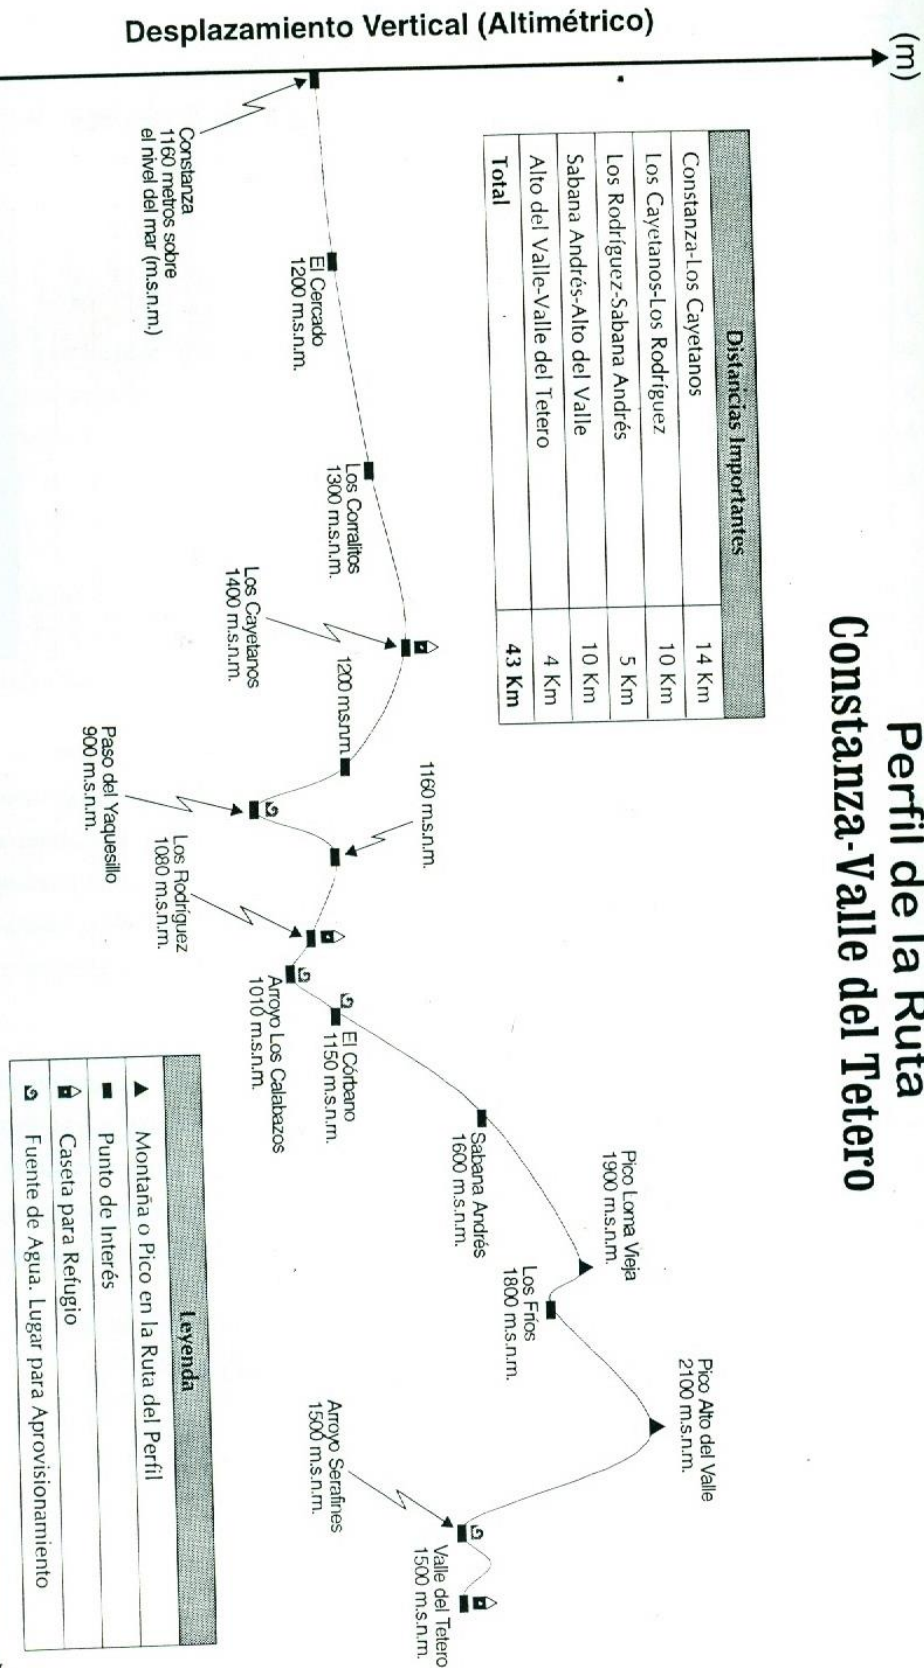 Perfil de la Ruta
Constanza-Valle del Tetero
(m)
Desplazamiento Vertical (Altimétrico)
Distancias Importantes
Constanza-Los Cayetanos 14 Km
Los Cayetanos-Los Rodríguez 10 Km
Los Rodríguez-Sabana Andrés 5 Km
Sabana Andrés-Alto del Valle 10 Km
Alto del Valle-Valle del Tetero 4 Km
Total 43 Km
Constanza
1160 metros sobre
el nivel del mar (m.s.n.m.)
El Cercado
1200 m.s.n.m.
Los Corralitos
1300 m.s.n.m.
Los Cayetanos
1400 m.s.n.m.
1200 msnm
Paso del Yaquesillo
900 m.s.n.m.
1160 m.s.n.m.
Los Rodríguez
1080 m.s.n.m.
Arroyo Los Calabazos
1010 m.s.n.m.
El Córbano
1150 m.s.n.m.
Sabana Andrés
1600 m.s.n.m.
Pico Loma Vieja
1900 m.s.n.m.
Los Fríos
1800 m.s.n.m.
Pico Alto del Valle
2100 m.s.n.m.
Arroyo Serafines
1500 m.s.n.m.
Valle del Tetero
1500 m.s.n.m.
Leyenda
Montaña o Pico en la Ruta del Perfil
Punto de Interés
Caseta para Refugio
Fuente de Agua. Lugar para Aprovisionamiento